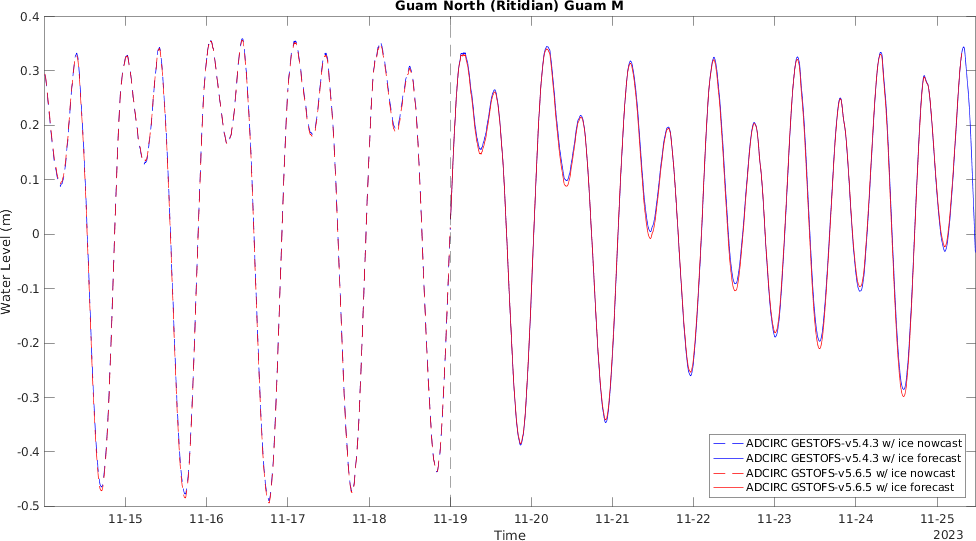 Guam North (Ritidian) Guam M
Water Level (m)
0.4
0.3
0.2
0.1
0
-0.1
-0.2
-0.3
-0.4
-0.5
ADCIRC GESTOFS-v5.4.3 w/ ice nowcast
ADCIRC GESTOFS-v5.4.3 w/ ice forecast
ADCIRC GSTOFS-v5.6.5 w/ ice nowcast
ADCIRC GSTOFS-v5.6.5 w/ ice forecast
11-15 11-16 11-17 11-18 11-19 11-20 11-21 11-22 11-23 11-24 11-25
Time
2023